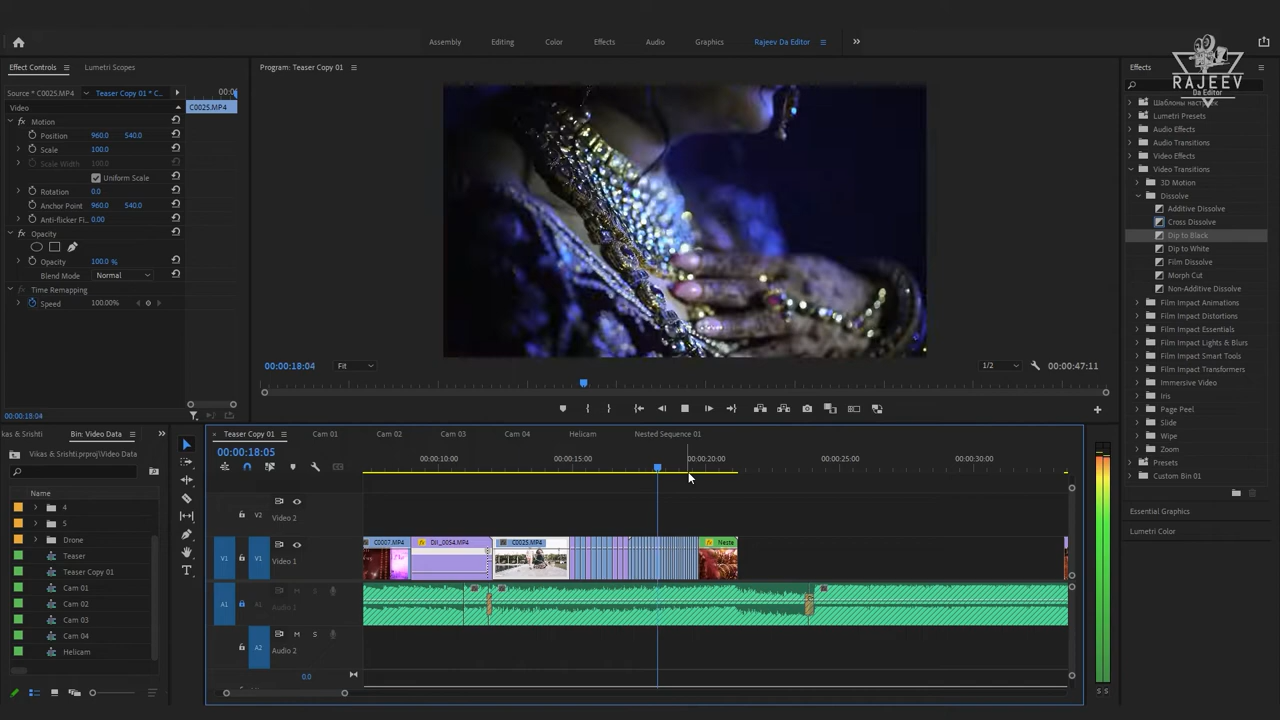 Assembly
Editing
Color
Effects
Audio
Graphics
Rajeev Da Editor
RAJEEV
Da Editor
Effect Controls
Lumetri Scopes
Source * C0025.MP4
Teaser Copy 01 * C...
Video
C0025.MP4
Motion
Position 960.0 540.0
Scale 100.0
Scale Width 100.0
Uniform Scale
Rotation 0.0
Anchor Point 960.0 540.0
Anti-flicker Fi... 0.00
Opacity
Opacity 100.0 %
Blend Mode Normal
Time Remapping
Speed 100.00%
00:00:18:04
Program: Teaser Copy 01
00:00:18:04
Fit
1/2
00:00:47:11
Effects
Шаблоны настроек
Lumetri Presets
Audio Effects
Audio Transitions
Video Effects
Video Transitions
3D Motion
Dissolve
Additive Dissolve
Cross Dissolve
Dip to Black
Dip to White
Film Dissolve
Morph Cut
Non-Additive Dissolve
Film Impact Animations
Film Impact Distortions
Film Impact Essentials
Film Impact Lights & Blurs
Film Impact Smart Tools
Film Impact Transformers
Immersive Video
Iris
Page Peel
Slide
Wipe
Zoom
Presets
Custom Bin 01
Essential Graphics
Lumetri Color
kas & Srishti
Bin: Video Data
Vikas & Srishti.prproj\Video Data
Name
4
5
Drone
Teaser
Teaser Copy 01
Cam 01
Cam 02
Cam 03
Cam 04
Helicam
Teaser Copy 01
Cam 01
Cam 02
Cam 03
Cam 04
Helicam
Nested Sequence 01
00:00:18:05
00:00:10:00
00:00:15:00
00:00:20:00
00:00:25:00
00:00:30:00
V2
Video 2
V1
V1
Video 1
C0007.MP4
DJI_0054.MP4
C0025.MP4
Neste
A1
A1
M
S
Audio 1
A2
M
S
Audio 2
0.0
S S